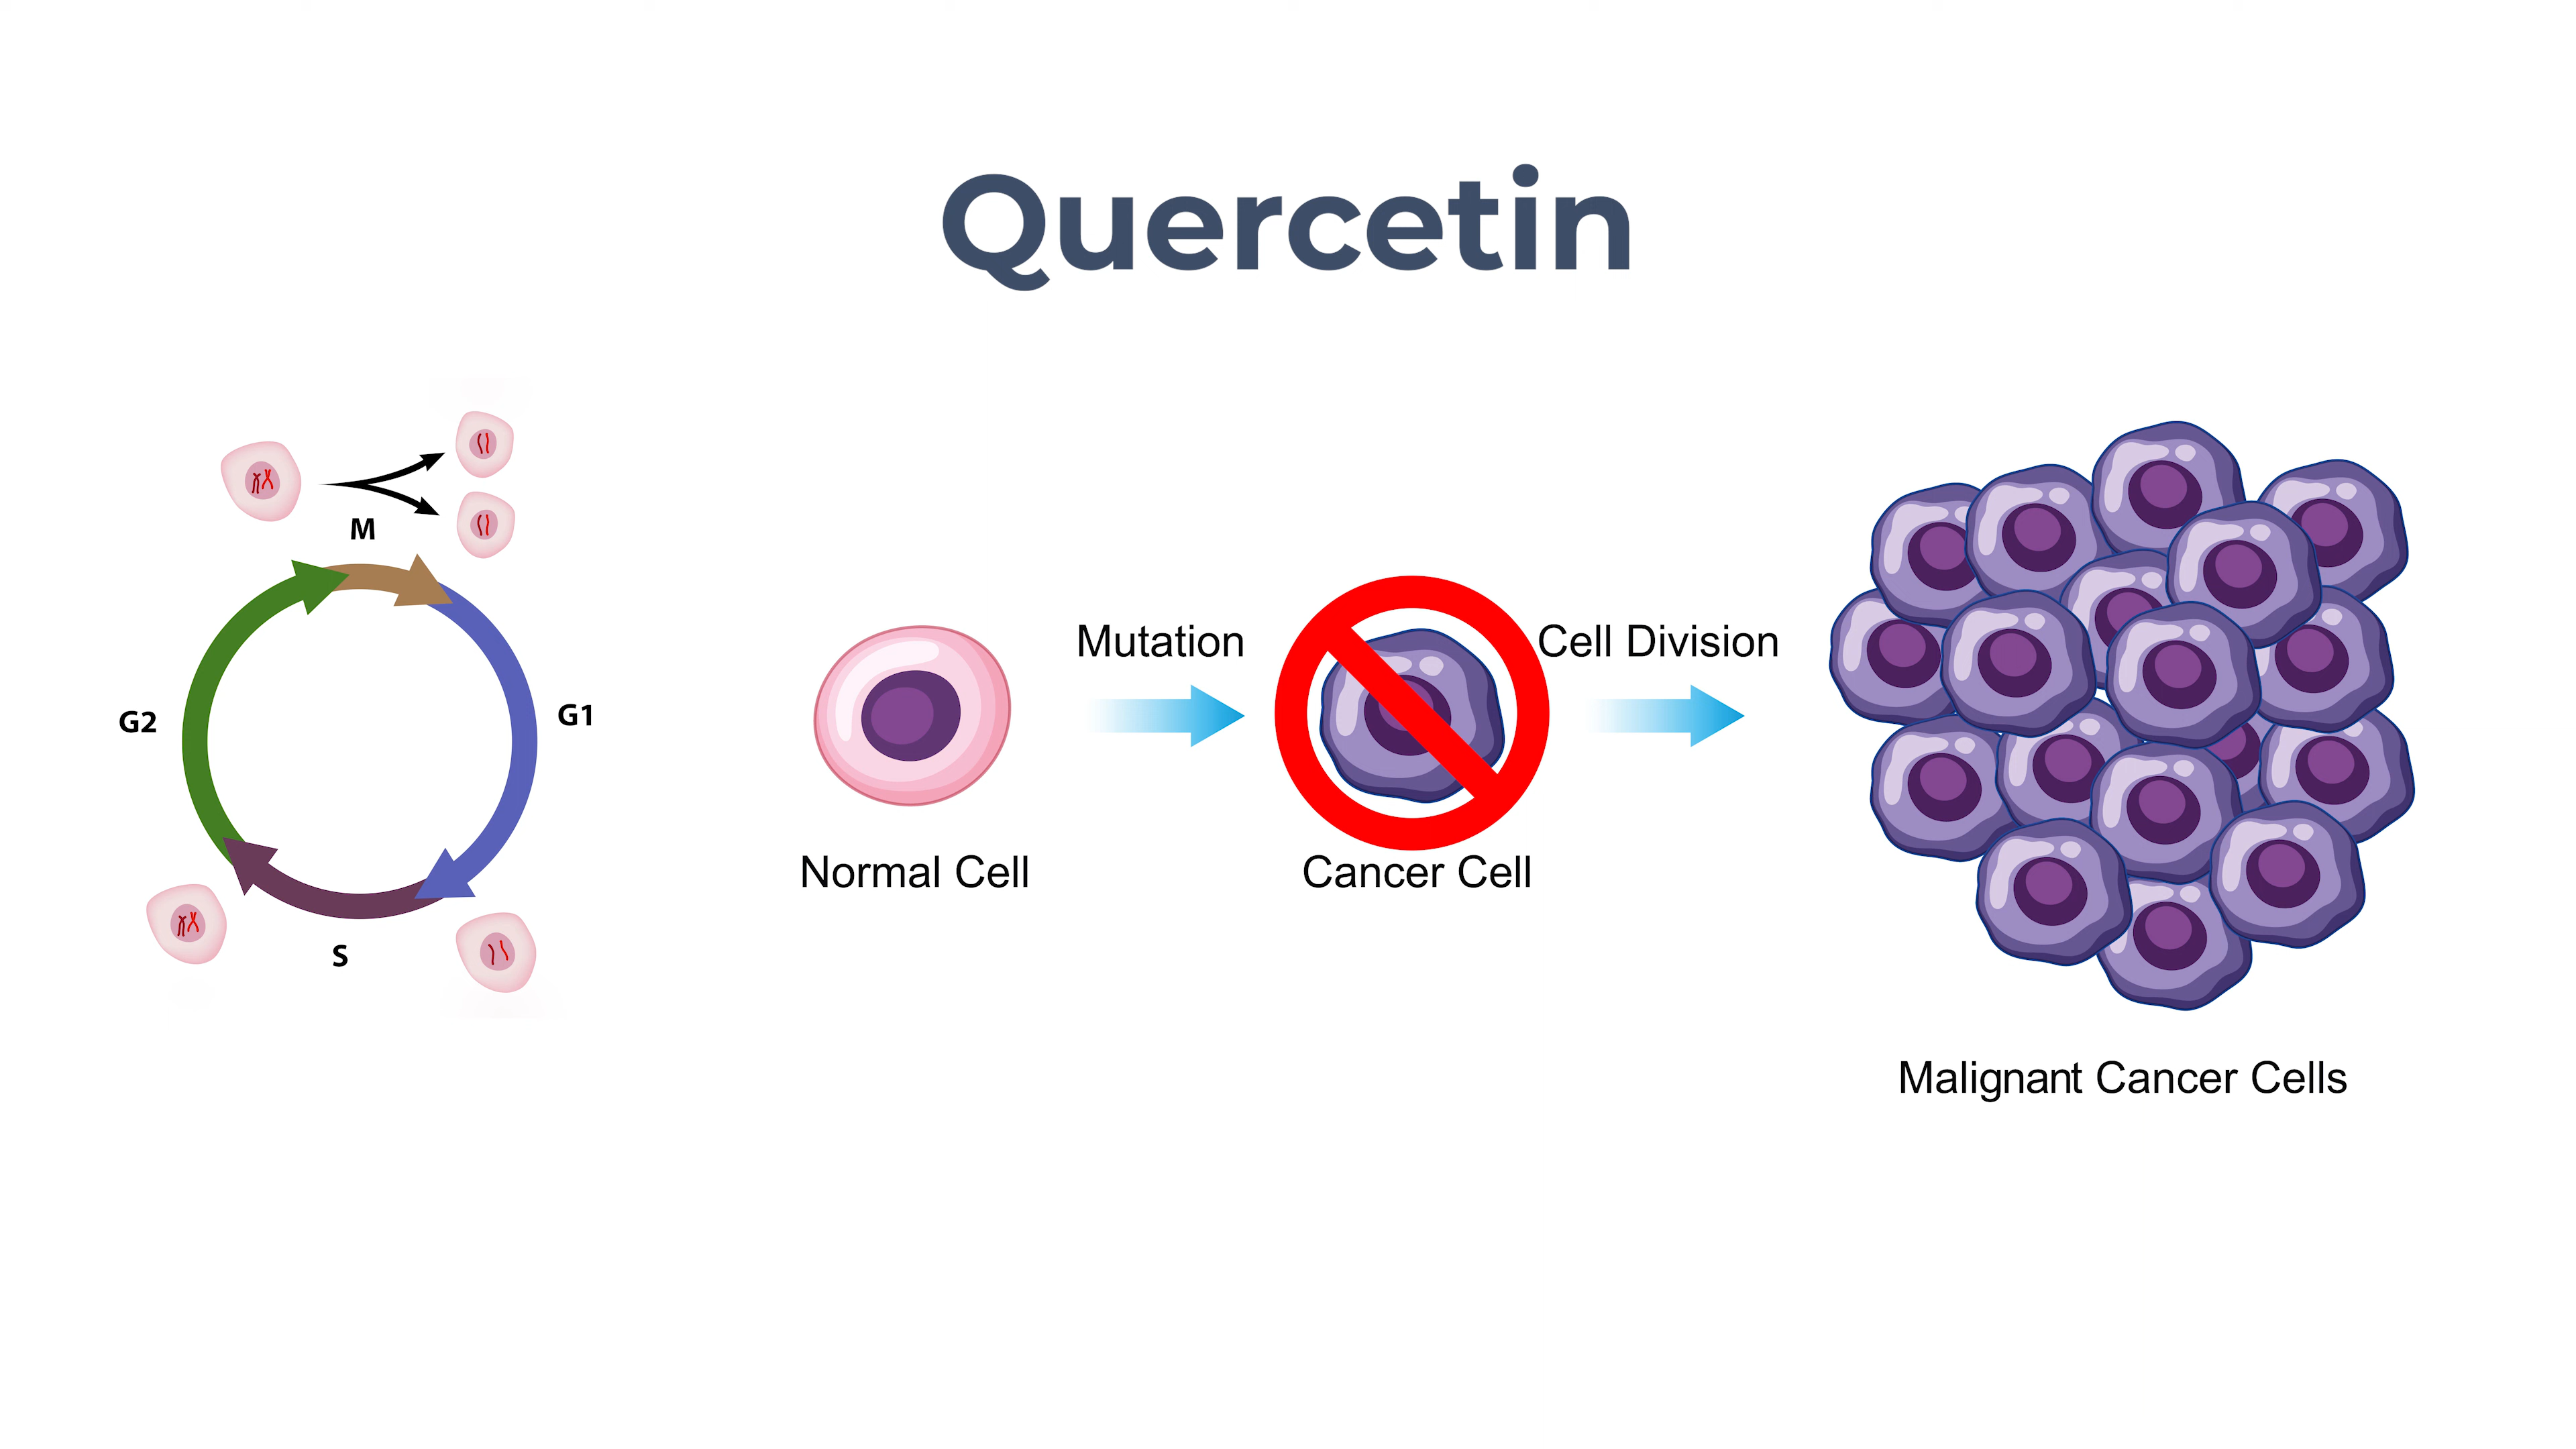 Quercetin
M
G2
G1
S
Mutation
Cell Division
Normal Cell
Cancer Cell
Malignant Cancer Cells